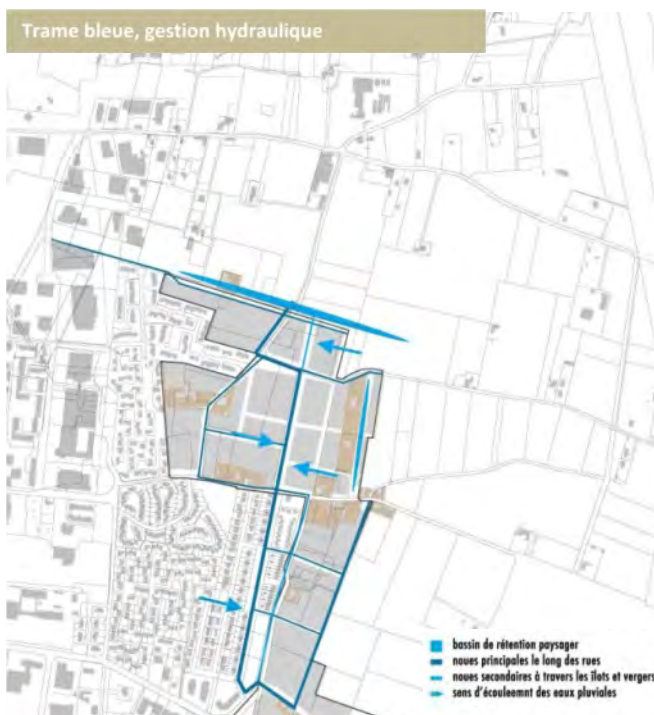 Trame bleue, gestion hydraulique
bassin de rétention paysager
noues principales le long des rues
noues secondaires à travers les îlots et vergers
sens d'écouleemnt des eaux pluviales